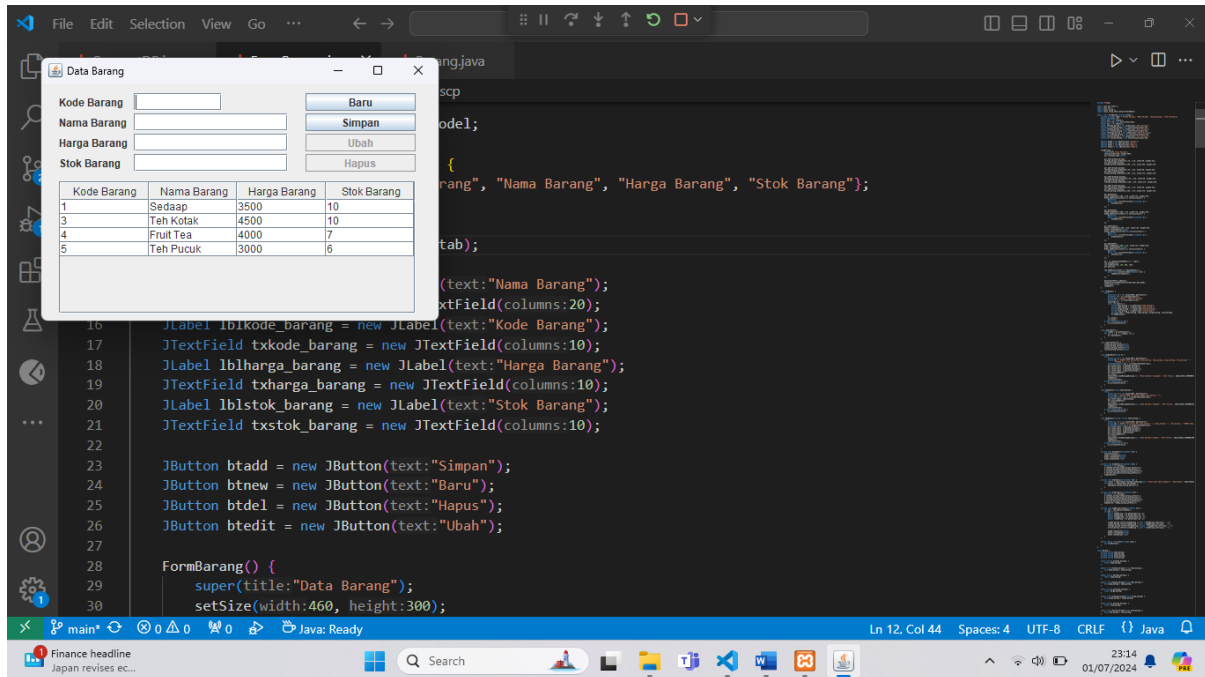 File Edit Selection View Go ···
ang.java
scp
Data Barang
Kode Barang Baru
Nama Barang Simpan
Harga Barang Ubah
Stok Barang Hapus
Kode Barang Nama Barang Harga Barang Stok Barang
1 Sedaap 3500 10
3 Teh Kotak 4500 10
4 Fruit Tea 4000 7
5 Teh Pucuk 3000 6
odel;
{
rang", "Nama Barang", "Harga Barang", "Stok Barang"};
tab);
(text:"Nama Barang");
xtField(columns:20);
16 JLabel lblkode_barang = new JLabel(text:"Kode Barang");
17 JTextField txkode_barang = new JTextField(columns:10);
18 JLabel lblharga_barang = new JLabel(text:"Harga Barang");
19 JTextField txharga_barang = new JTextField(columns:10);
20 JLabel lblstok_barang = new JLabel(text:"Stok Barang");
21 JTextField txstok_barang = new JTextField(columns:10);
22
23 JButton btadd = new JButton(text:"Simpan");
24 JButton btnew = new JButton(text:"Baru");
25 JButton btdel = new JButton(text:"Hapus");
26 JButton btedit = new JButton(text:"Ubah");
27
28 FormBarang() {
29 super(title:"Data Barang");
30 setSize(width:460, height:300);
main* 0 0 0 Java: Ready Ln 12, Col 44 Spaces: 4 UTF-8 CRLF {} Java
1
Finance headline
Japan revises ec...
Search
23:14
01/07/2024
PRE